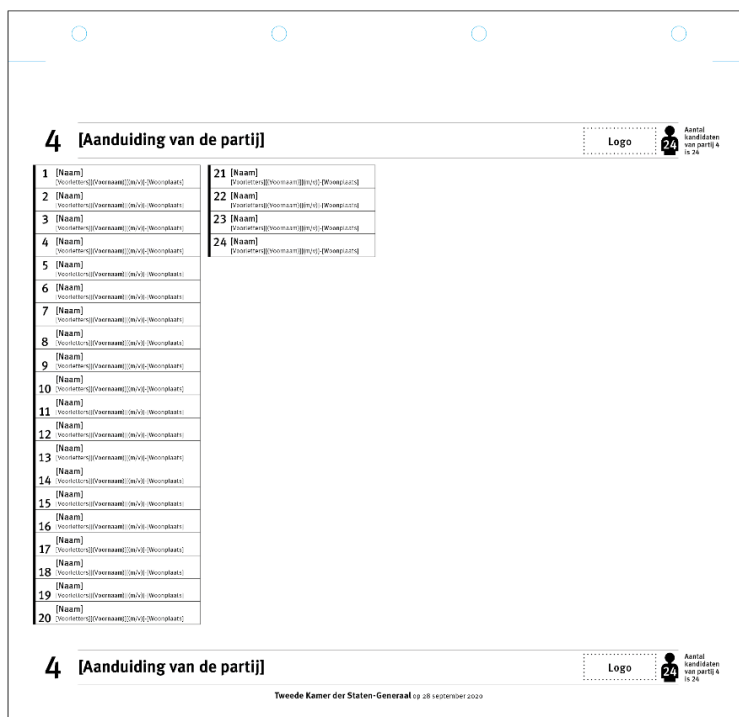 4 [Aanduiding van de partij] Logo 24 Aantal
kandidaten
van partij 4
is 24
1 [Naam]
[Voorletters][(Voornaam)][(m/v)]-[Woonplaats]
2 [Naam]
[Voorletters][(Voornaam)][(m/v)]-[Woonplaats]
3 [Naam]
[Voorletters][(Voornaam)][(m/v)]-[Woonplaats]
4 [Naam]
[Voorletters][(Voornaam)][(m/v)]-[Woonplaats]
5 [Naam]
[Voorletters][(Voornaam)][(m/v)]-[Woonplaats]
6 [Naam]
[Voorletters][(Voornaam)][(m/v)]-[Woonplaats]
7 [Naam]
[Voorletters][(Voornaam)][(m/v)]-[Woonplaats]
8 [Naam]
[Voorletters][(Voornaam)][(m/v)]-[Woonplaats]
9 [Naam]
[Voorletters][(Voornaam)][(m/v)]-[Woonplaats]
10 [Naam]
[Voorletters][(Voornaam)][(m/v)]-[Woonplaats]
11 [Naam]
[Voorletters][(Voornaam)][(m/v)]-[Woonplaats]
12 [Naam]
[Voorletters][(Voornaam)][(m/v)]-[Woonplaats]
13 [Naam]
[Voorletters][(Voornaam)][(m/v)]-[Woonplaats]
14 [Naam]
[Voorletters][(Voornaam)][(m/v)]-[Woonplaats]
15 [Naam]
[Voorletters][(Voornaam)][(m/v)]-[Woonplaats]
16 [Naam]
[Voorletters][(Voornaam)][(m/v)]-[Woonplaats]
17 [Naam]
[Voorletters][(Voornaam)][(m/v)]-[Woonplaats]
18 [Naam]
[Voorletters][(Voornaam)][(m/v)]-[Woonplaats]
19 [Naam]
[Voorletters][(Voornaam)][(m/v)]-[Woonplaats]
20 [Naam]
[Voorletters][(Voornaam)][(m/v)]-[Woonplaats]
21 [Naam]
[Voorletters][(Voornaam)][(m/v)]-[Woonplaats]
22 [Naam]
[Voorletters][(Voornaam)][(m/v)]-[Woonplaats]
23 [Naam]
[Voorletters][(Voornaam)][(m/v)]-[Woonplaats]
24 [Naam]
[Voorletters][(Voornaam)][(m/v)]-[Woonplaats]
4 [Aanduiding van de partij] Logo 24 Aantal
kandidaten
van partij 4
is 24
Tweede Kamer der Staten-Generaal op 28 september 2020